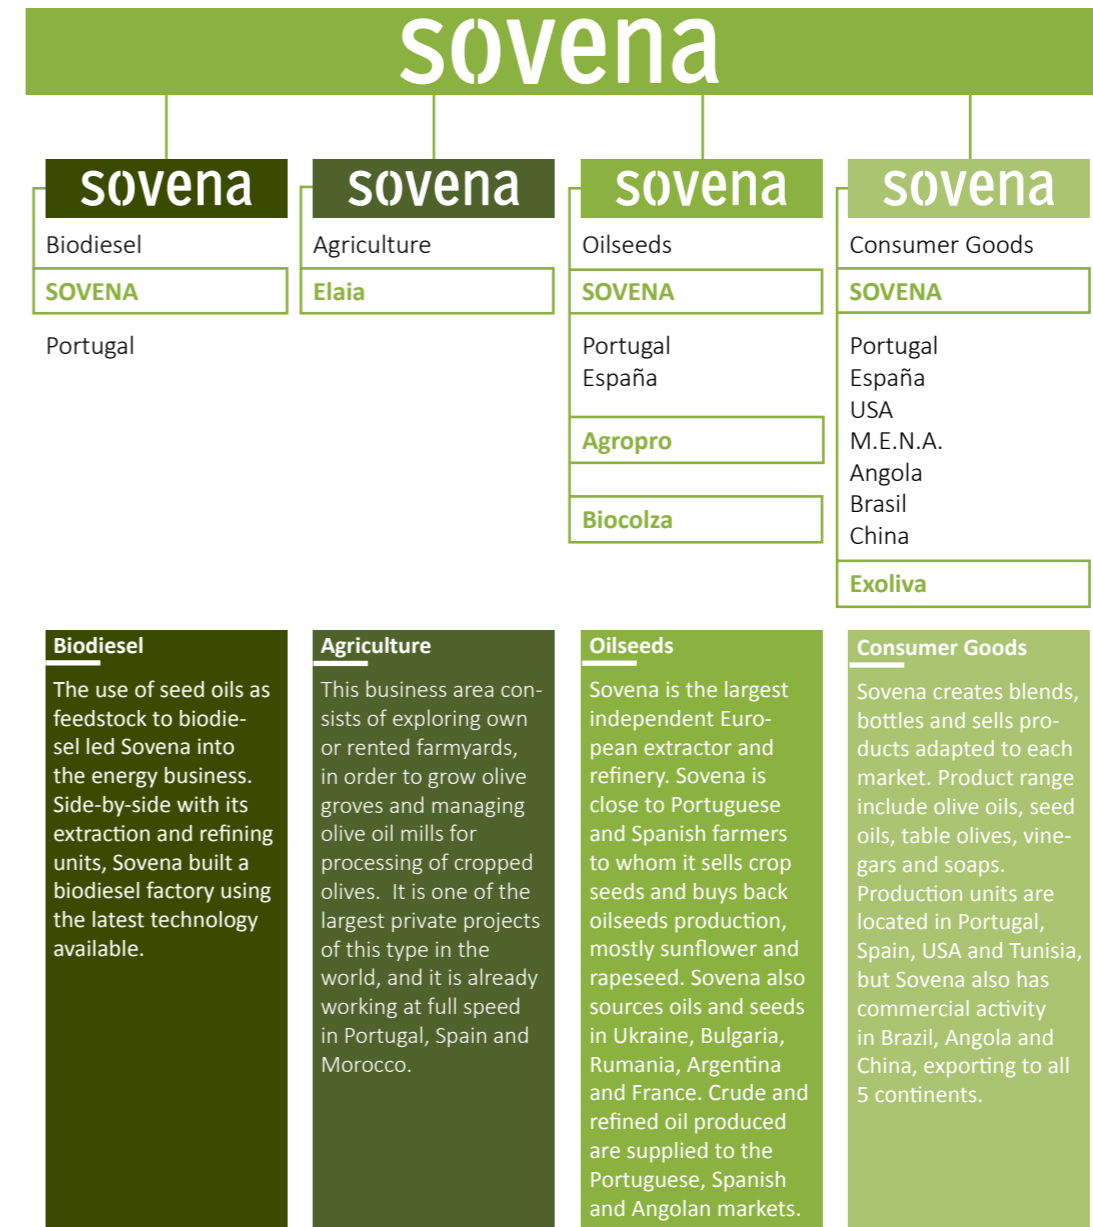 sovena
sovena
Biodiesel
SOVENA
Portugal
sovena
Agriculture
Elaia
sovena
Oilseeds
SOVENA
Portugal
España
Agropro
Biocolza
sovena
Consumer Goods
SOVENA
Portugal
España
USA
M.E.N.A.
Angola
Brasil
China
Exoliva
Biodiesel
The use of seed oils as
feedstock to biodie-
sel led Sovena into
the energy business.
Side-by-side with its
extraction and refining
units, Sovena built a
biodiesel factory using
the latest technology
available.
Agriculture
This business area con-
sists of exploring own
or rented farmyards,
in order to grow olive
groves and managing
olive oil mills for
processing of cropped
olives.  It is one of the
largest private projects
of this type in the
world, and it is already
working at full speed
in Portugal, Spain and
Morocco.
Oilseeds
Sovena is the largest
independent Euro-
pean extractor and
refinery. Sovena is
close to Portuguese
and Spanish farmers
to whom it sells crop
seeds and buys back
oilseeds production,
mostly sunflower and
rapeseed. Sovena also
sources oils and seeds
in Ukraine, Bulgaria,
Rumania, Argentina
and France. Crude and
refined oil produced
are supplied to the
Portuguese, Spanish
and Angolan markets.
Consumer Goods
Sovena creates blends,
bottles and sells pro-
ducts adapted to each
market. Product range
include olive oils, seed
oils, table olives, vine-
gars and soaps.
Production units are
located in Portugal,
Spain, USA and Tunisia,
but Sovena also has
commercial activity
in Brazil, Angola and
China, exporting to all
5 continents.